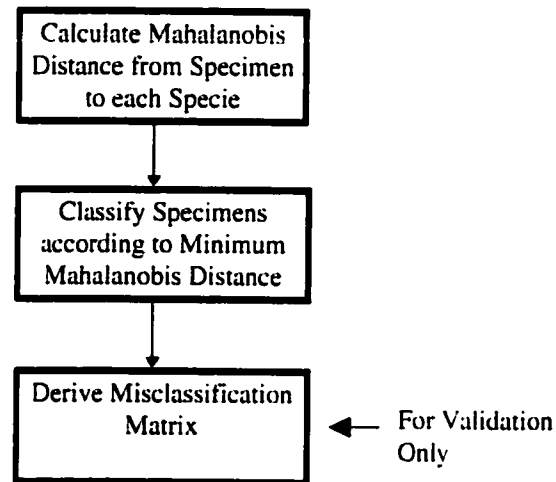 Calculate Mahalanobis
Distance from Specimen
to each Specie
Classify Specimens
according to Minimum
Mahalanobis Distance
Derive Misclassification
Matrix
For Validation
Only